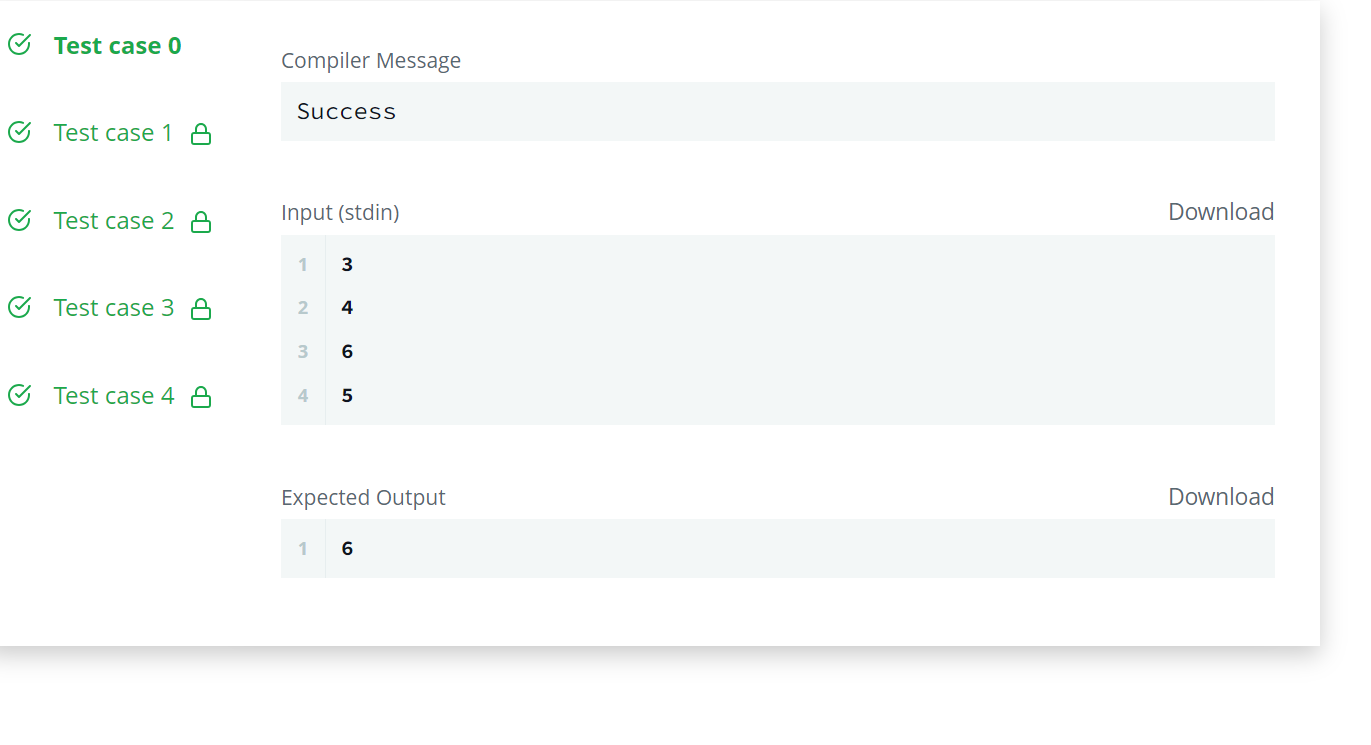 Test case 0
Test case 1
Test case 2
Test case 3
Test case 4
Compiler Message
Success
Input (stdin)
Download
1 3
2 4
3 6
4 5
Expected Output
Download
1 6